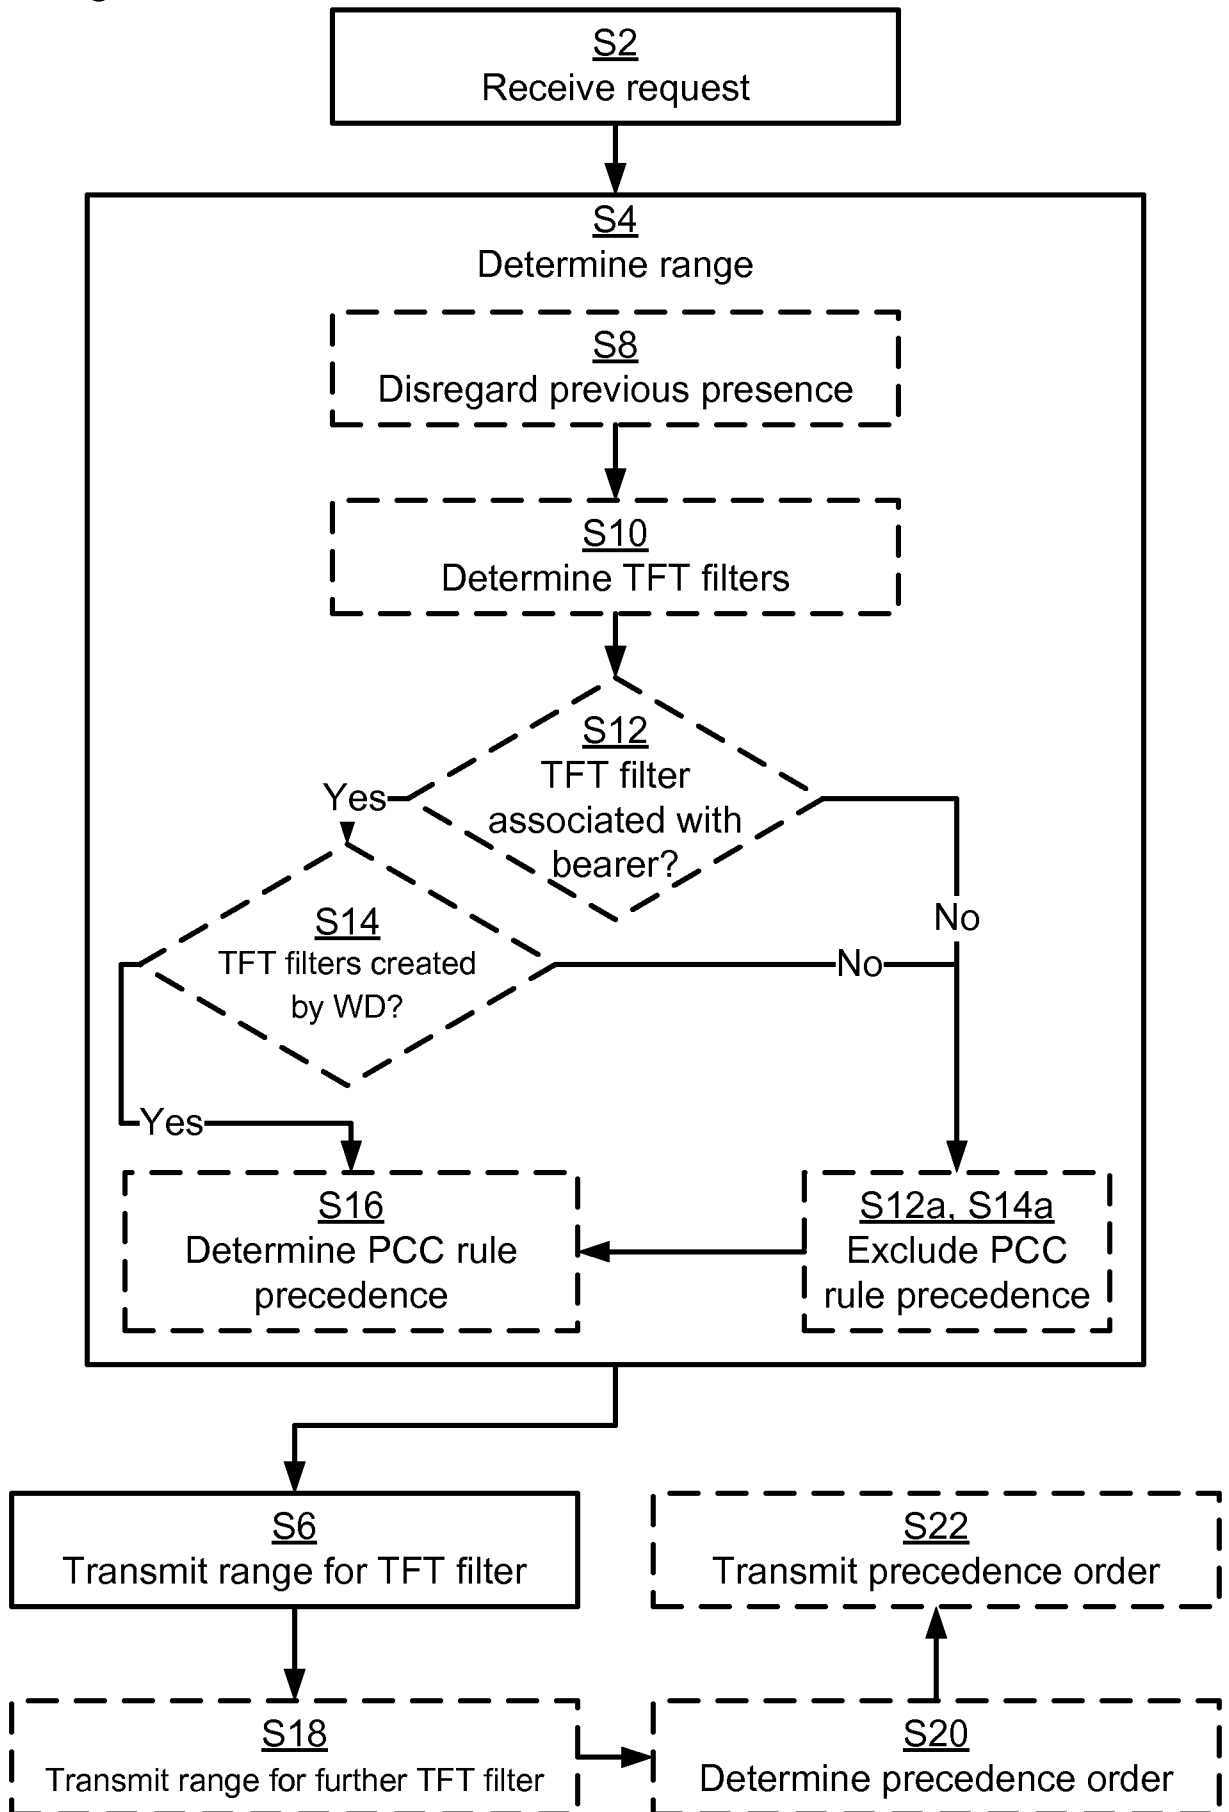 S2
Receive request
S4
Determine range
S8
Disregard previous presence
S10
Determine TFT filters
S12
TFT filter
associated with
bearer?
Yes
No
S14
TFT filters created
by WD?
No
Yes
S16
Determine PCC rule
precedence
S12a, S14a
Exclude PCC
rule precedence
S6
Transmit range for TFT filter
S22
Transmit precedence order
S18
Transmit range for further TFT filter
S20
Determine precedence order